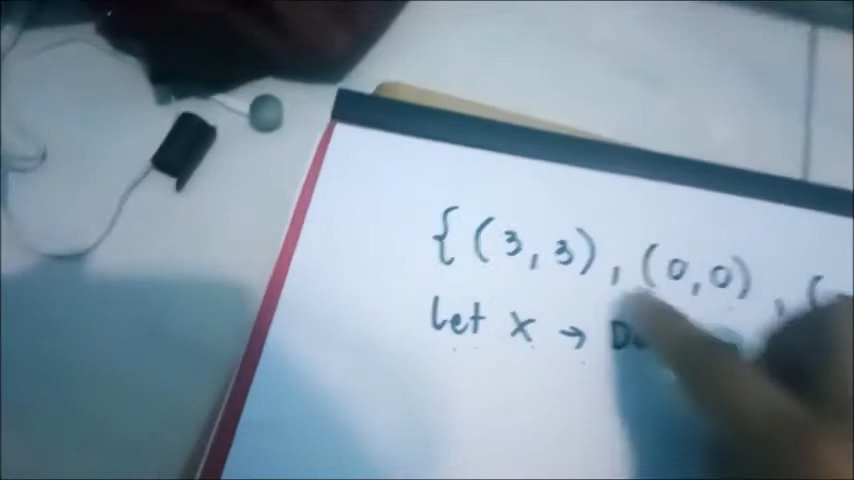 {(3,3),(0,0),(
let x →